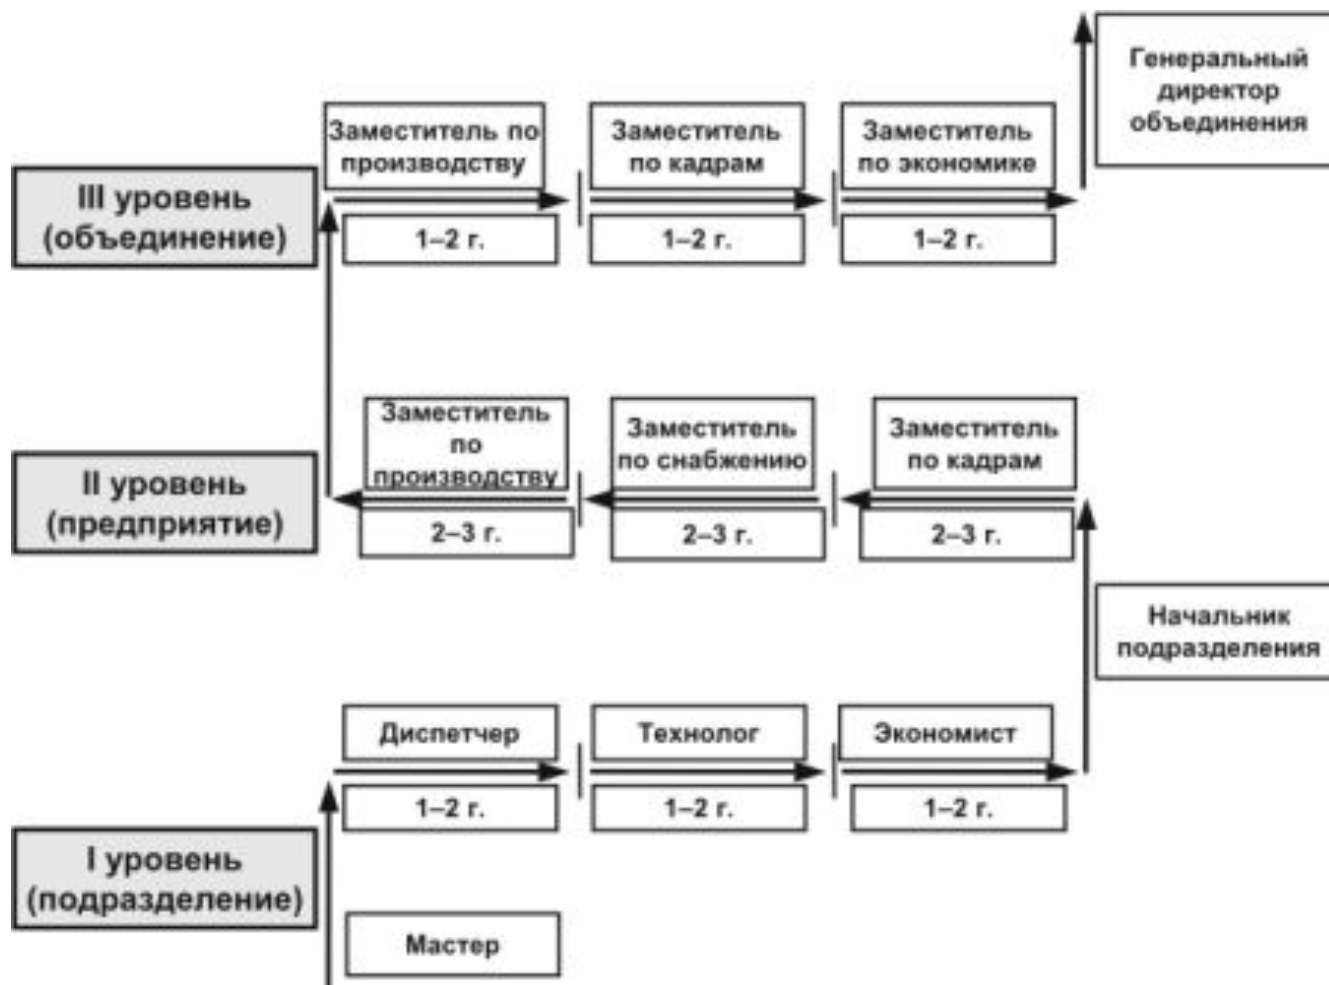 Генеральный
директор
объединения
Заместитель по
производству
Заместитель
по кадрам
Заместитель
по экономике
III уровень
(объединение)
1–2 г.
1–2 г.
1–2 г.
Заместитель
по
производству
Заместитель
по снабжению
Заместитель
по кадрам
II уровень
(предприятие)
2–3 г.
2–3 г.
2–3 г.
Начальник
подразделения
Диспетчер
Технолог
Экономист
1–2 г.
1–2 г.
1–2 г.
I уровень
(подразделение)
Мастер